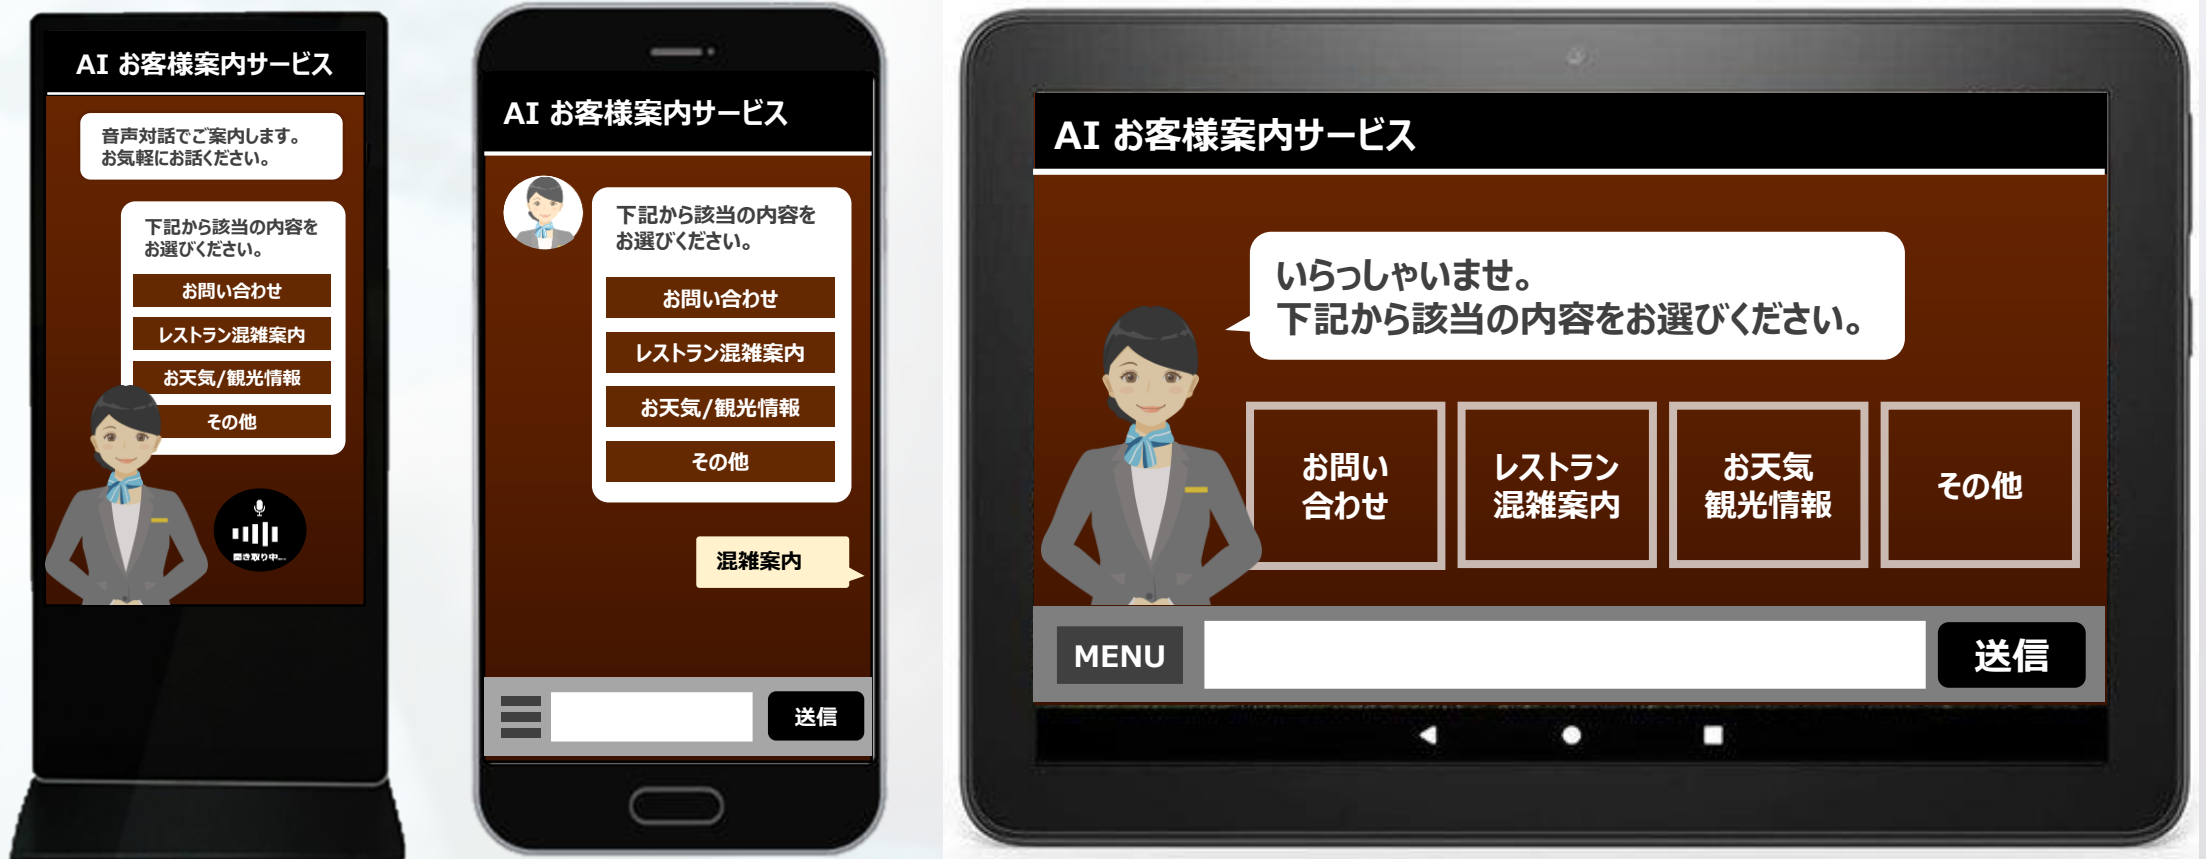 AI お客様案内サービス
音声対話でご案内します。
お気軽にお話ください。
下記から該当の内容を
お選びください。
お問い合わせ
レストラン混雑案内
お天気/観光情報
その他
聞き取り中...
AI お客様案内サービス
下記から該当の内容を
お選びください。
お問い合わせ
レストラン混雑案内
お天気/観光情報
その他
混雑案内
送信
AI お客様案内サービス
いらっしゃいませ。
下記から該当の内容をお選びください。
お問い
合わせ
レストラン
混雑案内
お天気
観光情報
その他
MENU
送信